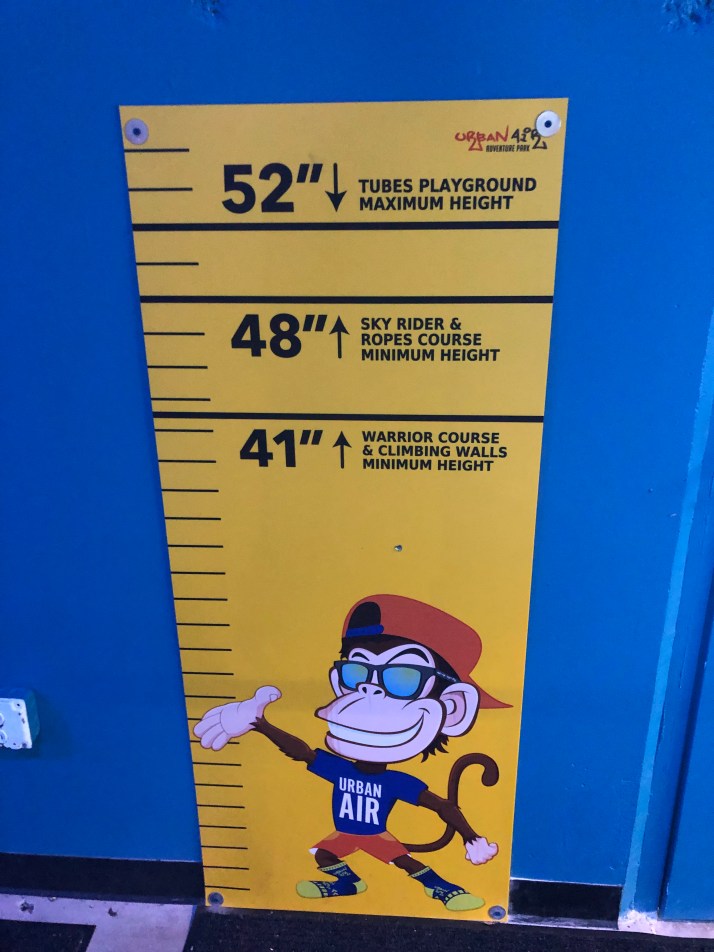 URBAN AIR
ADVENTURE PARK
52" ↓ TUBES PLAYGROUND
MAXIMUM HEIGHT
48" ↑ SKY RIDER &
ROPES COURSE
MINIMUM HEIGHT
41" ↑ WARRIOR COURSE
& CLIMBING WALLS
MINIMUM HEIGHT
URBAN
AIR